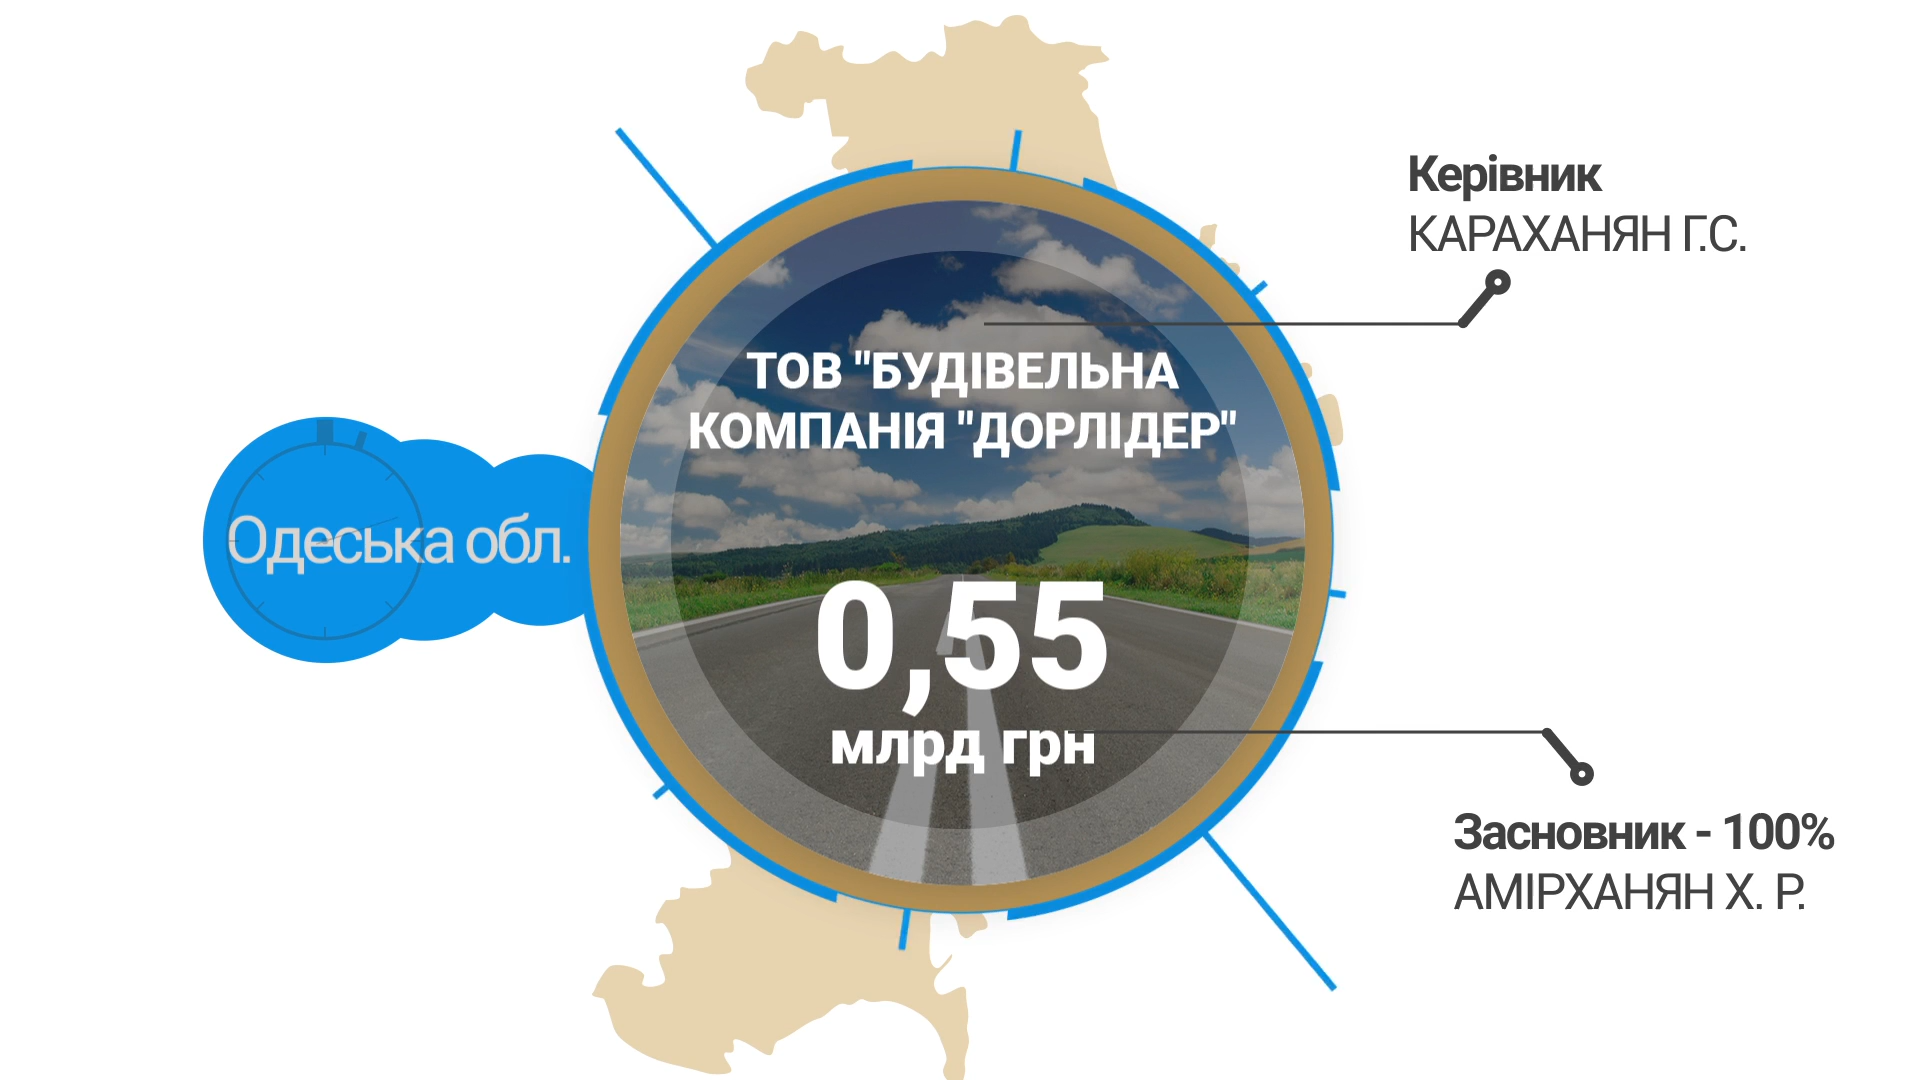 Керівник
КАРАХАНЯН Г.С.
ТОВ "БУДІВЕЛЬНА
КОМПАНІЯ "ДОРЛІДЕР"
Одеська обл.
0,55
млрд грн
Засновник - 100%
АМІРХАНЯН Х. Р.